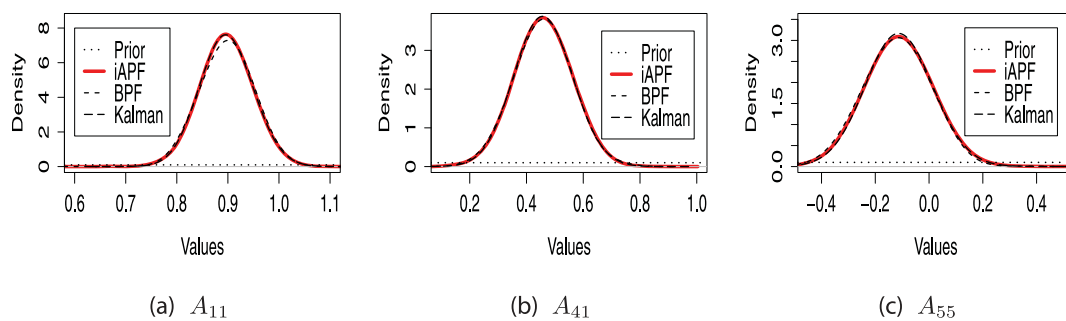 Density
8
6
4
2
0
Prior
iAPF
BPF
Kalman
0.6 0.7 0.8 0.9 1.0 1.1
Values
(a) A₁₁
Density
3
2
1
0
Prior
iAPF
BPF
Kalman
0.2 0.4 0.6 0.8 1.0
Values
(b) A₄₁
Density
3.0
1.5
0.0
Prior
iAPF
BPF
Kalman
−0.4 −0.2 0.0 0.2 0.4
Values
(c) A₅₅